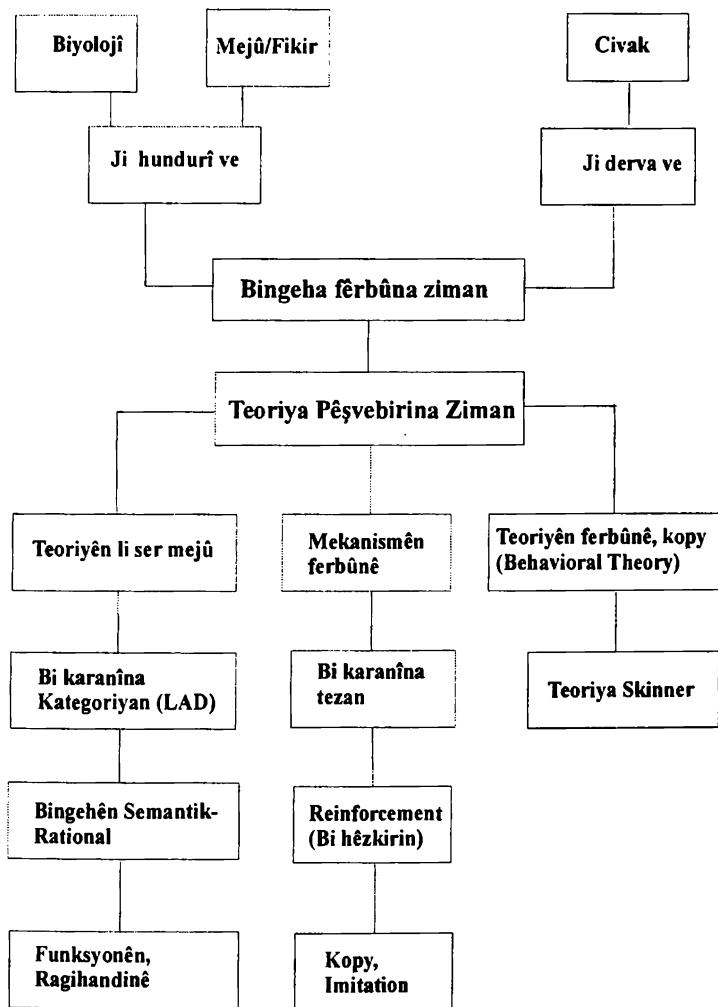 Biyolojî
Mejû/Fikir
Civak
Ji hundurî ve
Ji derva ve
Bingeha fêrbûna ziman
Teoriya Pêşvebirina Ziman
Teoriyên li ser mejû
Mekanismên
ferbûnê
Teoriyên ferbûnê, kopy
(Behavioral Theory)
Bi karanîna
Kategoriyan (LAD)
Bi karanîna
tezan
Teoriya Skinner
Bingehên Semantik-
Rational
Reinforcement
(Bi hêzkirin)
Funksyonên,
Ragihandinê
Kopy,
Imitation